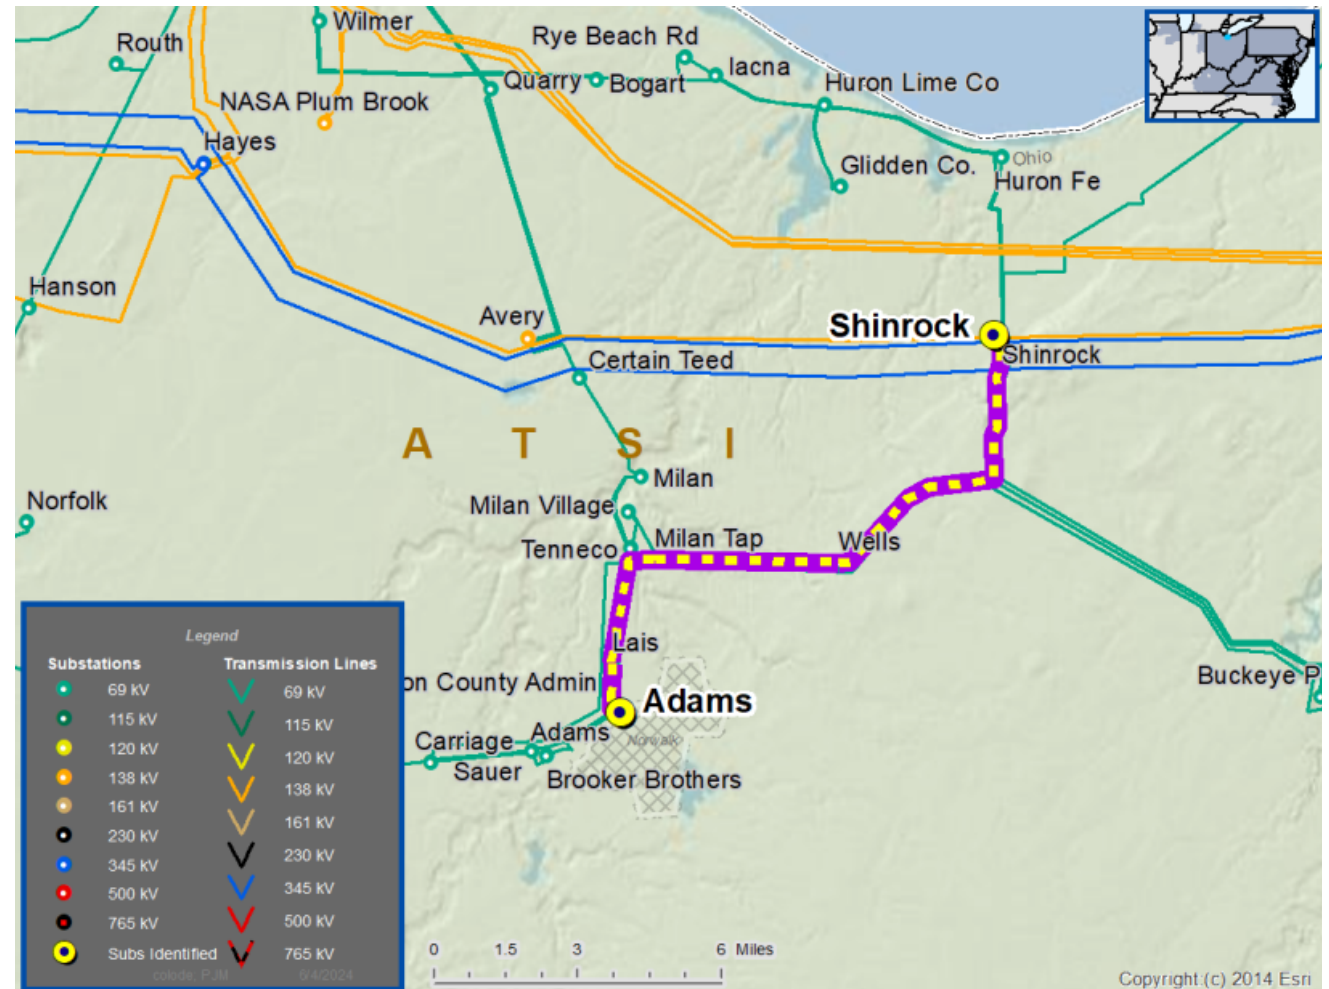 Wilmer
Routh
Rye Beach Rd
Iacna
Quarry
Bogart
Huron Lime Co
NASA Plum Brook
Hayes
Glidden Co.
Ohio
Huron Fe
Hanson
Avery
Shinrock
Shinrock
Certain Teed
A T S I
Milan
Norfolk
Milan Village
Milan Tap
Wells
Tenneco
Lais
on County Admin
Buckeye P
Adams
Adams
Norwalk
Carriage
Sauer
Brooker Brothers
Legend
Substations
Transmission Lines
69 kV
69 kV
115 kV
115 kV
120 kV
120 kV
138 kV
138 kV
161 kV
161 kV
230 kV
230 kV
345 kV
345 kV
500 kV
500 kV
765 kV
765 kV
Subs Identified
colode, PJM 6/4/2024
0 1.5 3 6 Miles
Copyright:(c) 2014 Esri